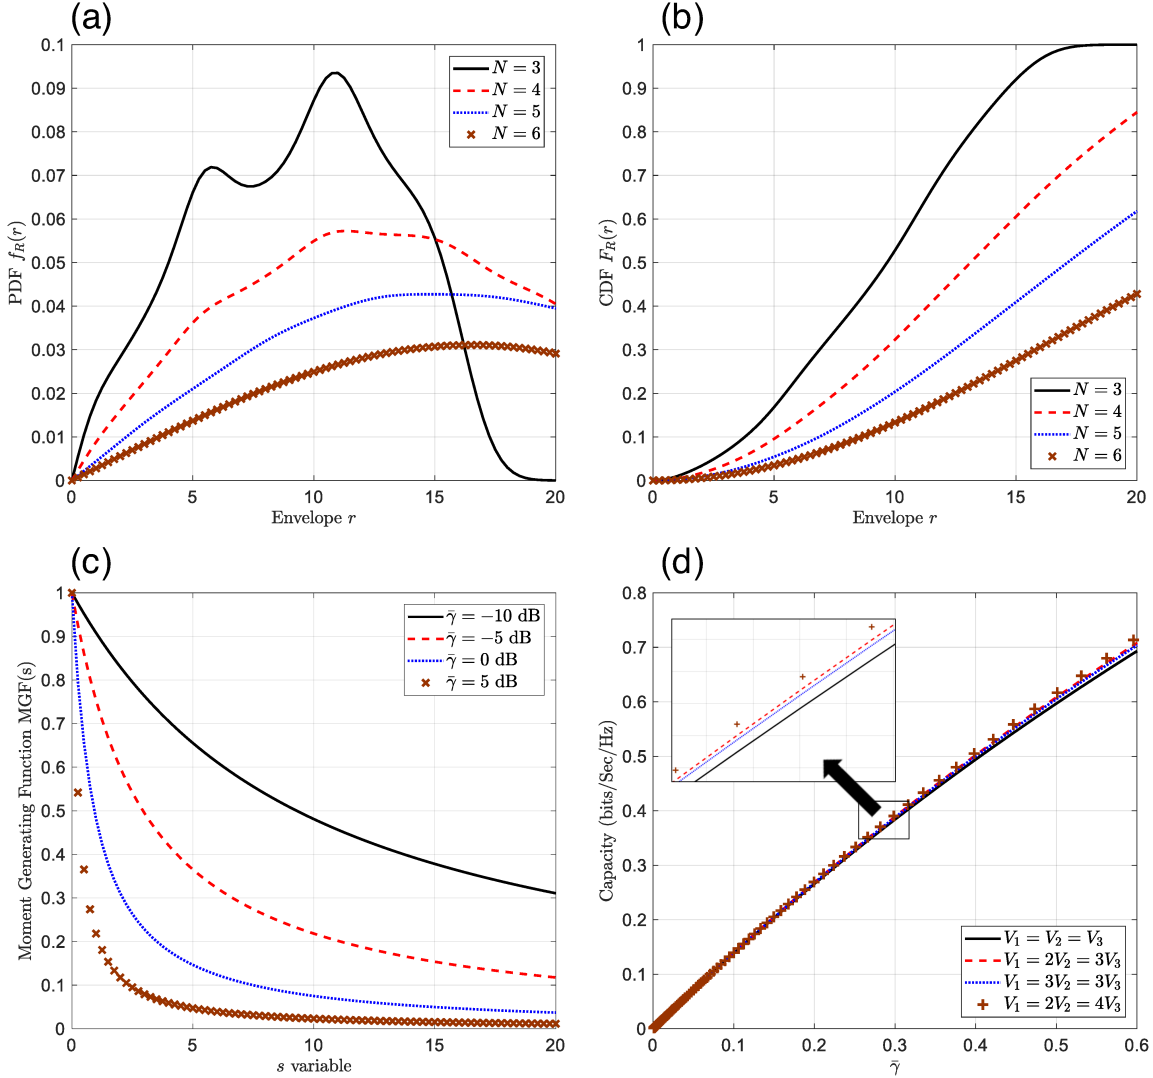 (a)
0.1
0.09
0.08
0.07
0.06
0.05
0.04
0.03
0.02
0.01
0
PDF f_R(r)
N = 3
N = 4
N = 5
N = 6
0 5 10 15 20
Envelope r
(b)
1
0.9
0.8
0.7
0.6
0.5
0.4
0.3
0.2
0.1
0
CDF F_R(r)
N = 3
N = 4
N = 5
N = 6
0 5 10 15 20
Envelope r
(c)
1
0.9
0.8
0.7
0.6
0.5
0.4
0.3
0.2
0.1
0
Moment Generating Function MGF(s)
γ̄ = −10 dB
γ̄ = −5 dB
γ̄ = 0 dB
γ̄ = 5 dB
0 5 10 15 20
s variable
(d)
0.8
0.7
0.6
0.5
0.4
0.3
0.2
0.1
0
Capacity (bits/Sec/Hz)
V₁ = V₂ = V₃
V₁ = 2V₂ = 3V₃
V₁ = 3V₂ = 3V₃
V₁ = 2V₂ = 4V₃
0 0.1 0.2 0.3 0.4 0.5 0.6
γ̄